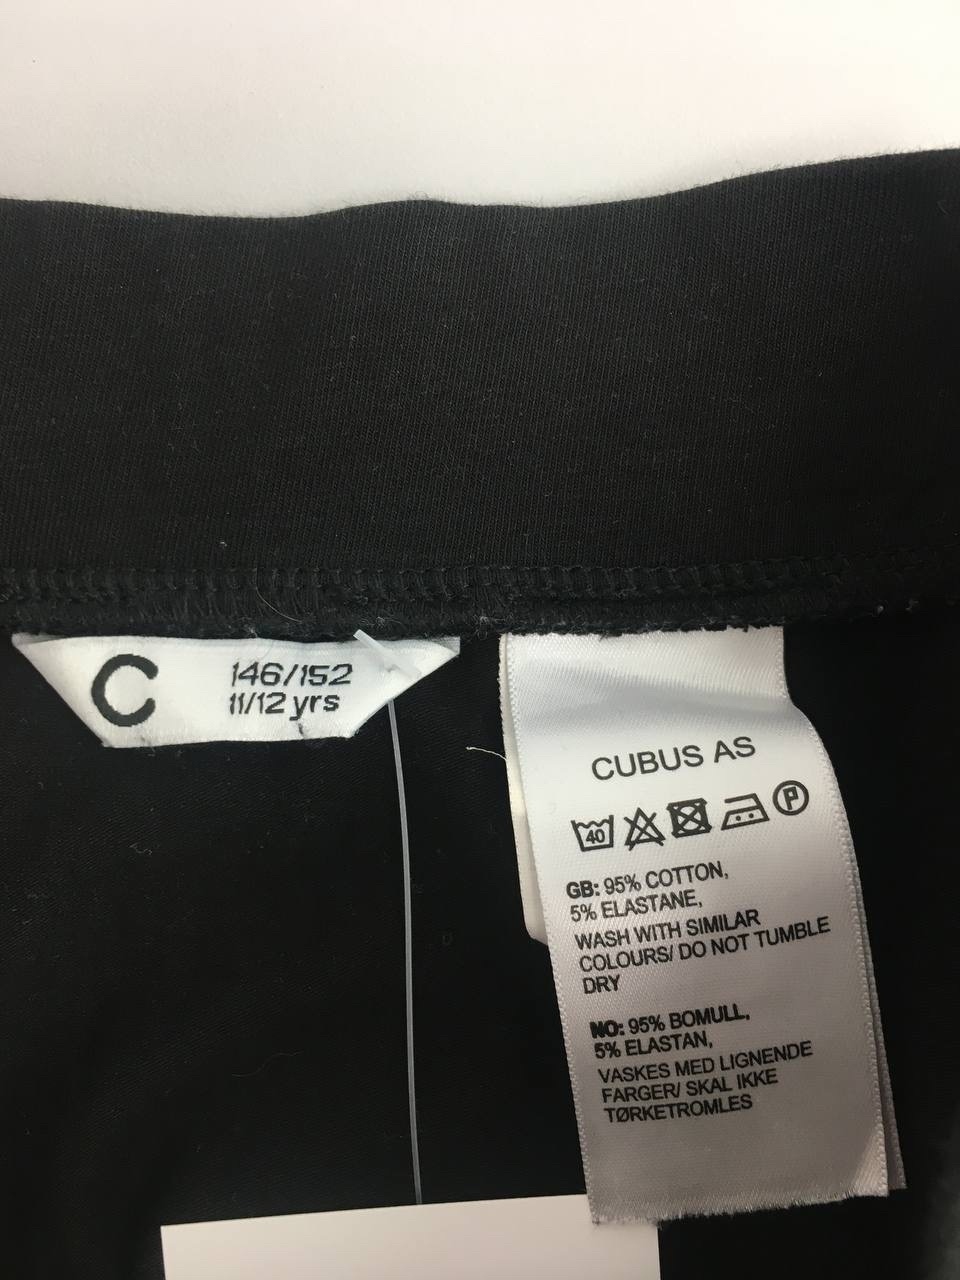 C
146/152
11/12 yrs
CUBUS AS
40
P
GB: 95% COTTON,
5% ELASTANE,
WASH WITH SIMILAR
COLOURS/ DO NOT TUMBLE
DRY
NO: 95% BOMULL,
5% ELASTAN,
VASKES MED LIGNENDE
FARGER/ SKAL IKKE
TØRKETROMLES